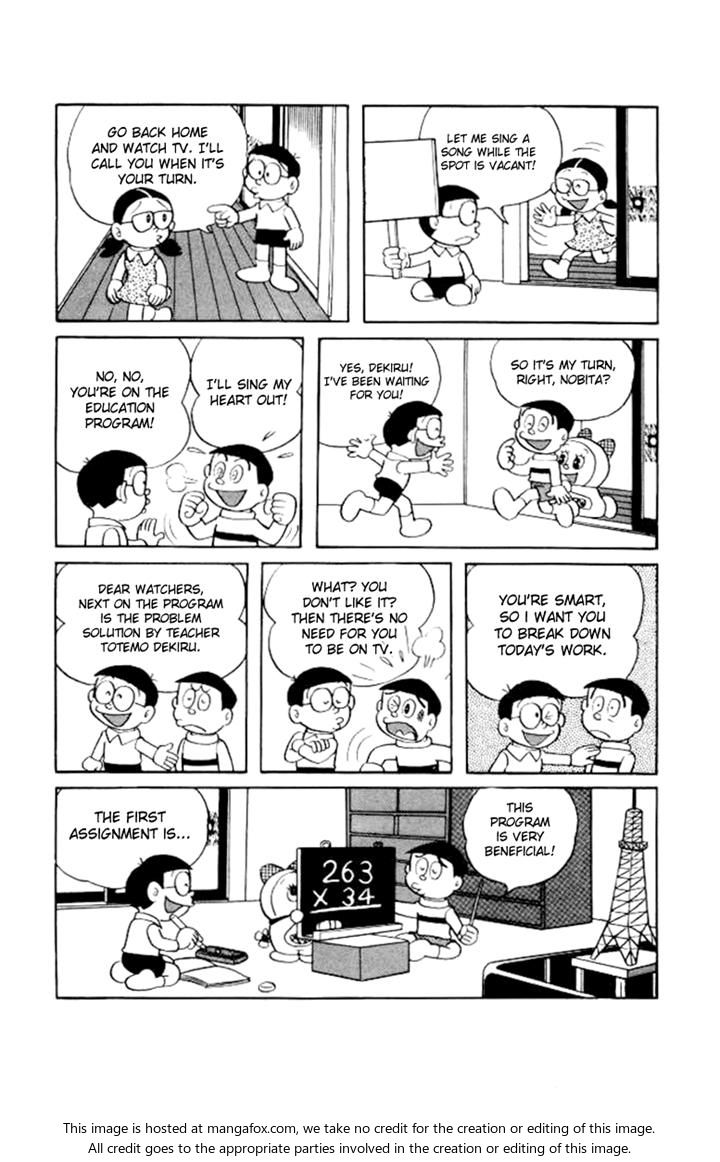 LET ME SING A
SONG WHILE THE
SPOT IS VACANT!
GO BACK HOME
AND WATCH TV. I'LL
CALL YOU WHEN IT'S
YOUR TURN.
SO IT'S MY TURN,
RIGHT, NOBITA?
YES, DEKIRU!
I'VE BEEN WAITING
FOR YOU!
I'LL SING MY
HEART OUT!
NO, NO,
YOU'RE ON THE
EDUCATION
PROGRAM!
YOU'RE SMART,
SO I WANT YOU
TO BREAK DOWN
TODAY'S WORK.
WHAT? YOU
DON'T LIKE IT?
THEN THERE'S NO
NEED FOR YOU
TO BE ON TV.
DEAR WATCHERS,
NEXT ON THE PROGRAM
IS THE PROBLEM
SOLUTION BY TEACHER
TOTEMO DEKIRU.
THIS
PROGRAM
IS VERY
BENEFICIAL!
263
X 34
THE FIRST
ASSIGNMENT IS...
This image is hosted at mangafox.com, we take no credit for the creation or editing of this image.
All credit goes to the appropriate parties involved in the creation or editing of this image.